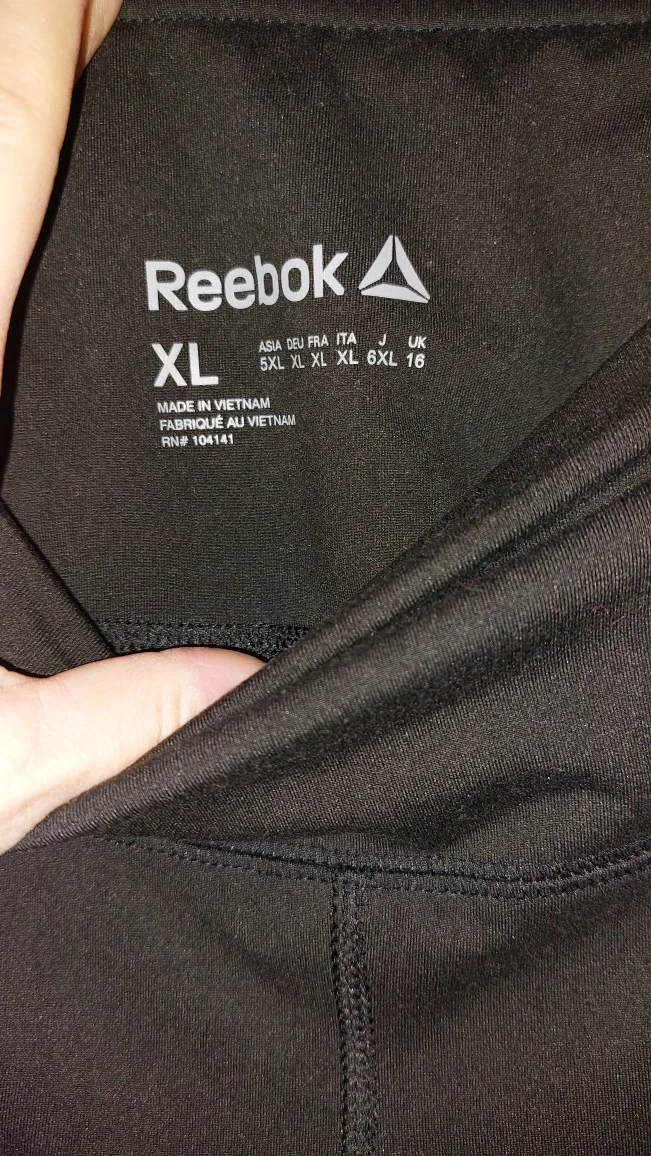 Reebok
XL
ASIA DEU FRA ITA J UK
5XL XL XL XL 6XL 16
MADE IN VIETNAM
FABRIQUÉ AU VIETNAM
RN# 104141